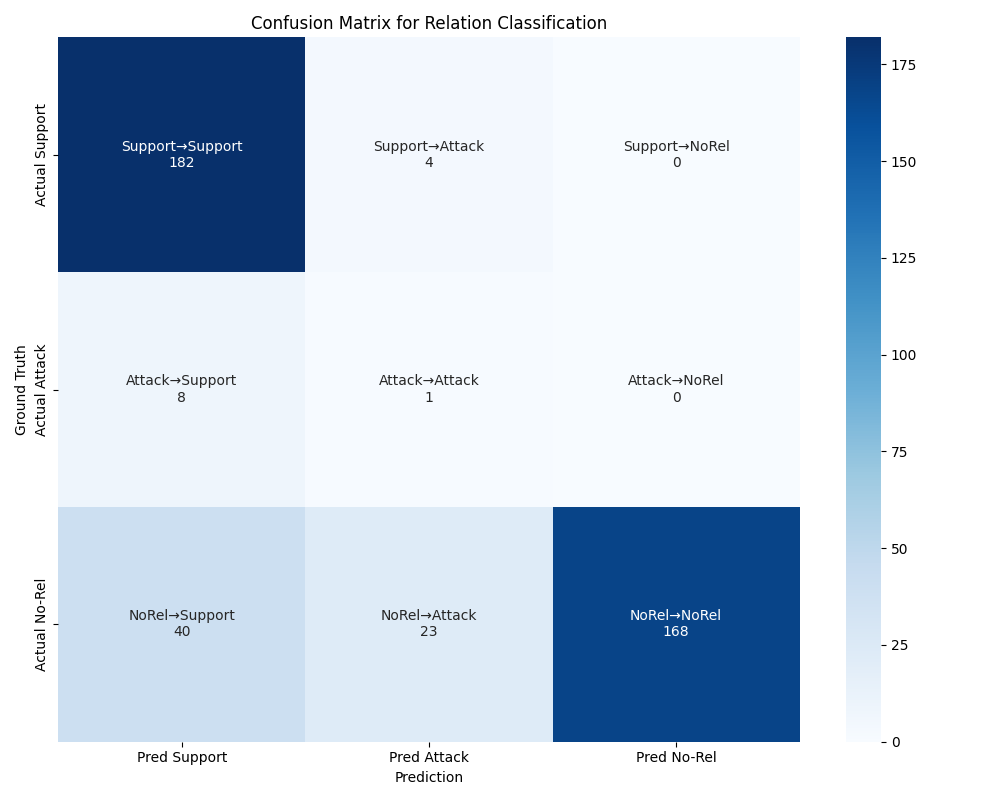 Confusion Matrix for Relation Classification
Ground Truth
Actual Support
Support→Support
182
Support→Attack
4
Support→NoRel
0
Actual Attack
Attack→Support
8
Attack→Attack
1
Attack→NoRel
0
Actual No-Rel
NoRel→Support
40
NoRel→Attack
23
NoRel→NoRel
168
Pred Support
Pred Attack
Pred No-Rel
Prediction
175
150
125
100
75
50
25
0